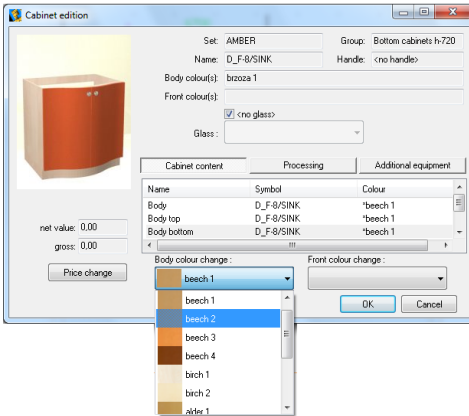 Cabinet edition
Set: AMBER Group: Bottom cabinets h-720
Name: D_F-8/SINK Handle: <no handle>
Body colour(s): brzoza 1
Front colour(s):
<no glass>
Glass :
Cabinet content Processing Additional equipment
Name Symbol Colour
Body D_F-8/SINK *beech 1
Body top D_F-8/SINK *beech 1
Body bottom D_F-8/SINK *beech 1
net value: 0,00
gross: 0,00
Price change
Body colour change : Front colour change :
beech 1
OK Cancel
beech 1
beech 2
beech 3
beech 4
birch 1
birch 2
alder 1